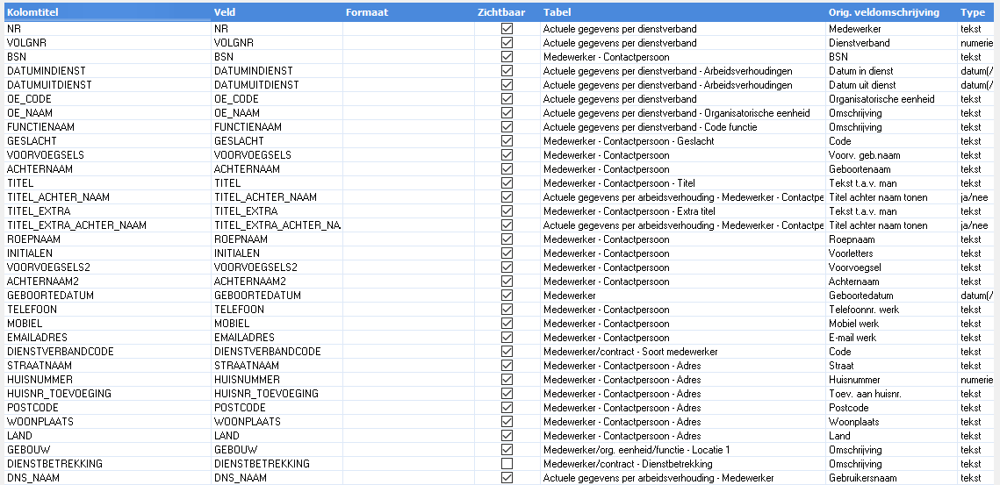 Kolomtitel Veld Formaat Zichtbaar Tabel Orig. veldomschrijving Type
NR NR Actuele gegevens per dienstverband Medewerker tekst
VOLGNR VOLGNR Actuele gegevens per dienstverband Dienstverband numerie
BSN BSN Medewerker - Contactpersoon BSN tekst
DATUMINDIENST DATUMINDIENST Actuele gegevens per dienstverband - Arbeidsverhoudingen Datum in dienst datum(/
DATUMUITDIENST DATUMUITDIENST Actuele gegevens per dienstverband - Arbeidsverhoudingen Datum uit dienst datum(/
OE_CODE OE_CODE Actuele gegevens per dienstverband Organisatorische eenheid tekst
OE_NAAM OE_NAAM Actuele gegevens per dienstverband - Organisatorische eenheid Omschrijving tekst
FUNCTIENAAM FUNCTIENAAM Actuele gegevens per dienstverband - Code functie Omschrijving tekst
GESLACHT GESLACHT Medewerker - Contactpersoon - Geslacht Code tekst
VOORVOEGSELS VOORVOEGSELS Medewerker - Contactpersoon Voorv. geb.naam tekst
ACHTERNAAM ACHTERNAAM Medewerker - Contactpersoon Geboortenaam tekst
TITEL TITEL Medewerker - Contactpersoon - Titel Tekst t.a.v. man tekst
TITEL_ACHTER_NAAM TITEL_ACHTER_NAAM Actuele gegevens per arbeidsverhouding - Medewerker - Contactpe Titel achter naam tonen ja/nee
TITEL_EXTRA TITEL_EXTRA Medewerker - Contactpersoon - Extra titel Tekst t.a.v. man tekst
TITEL_EXTRA_ACHTER_NAAM TITEL_EXTRA_ACHTER_NA. Actuele gegevens per arbeidsverhouding - Medewerker - Contactpe Titel achter naam tonen ja/nee
ROEPNAAM ROEPNAAM Medewerker - Contactpersoon Roepnaam tekst
INITIALEN INITIALEN Medewerker - Contactpersoon Voorletters tekst
VOORVOEGSELS2 VOORVOEGSELS2 Medewerker - Contactpersoon Voorvoegsel tekst
ACHTERNAAM2 ACHTERNAAM2 Medewerker - Contactpersoon Achternaam tekst
GEBOORTEDATUM GEBOORTEDATUM Medewerker Geboortedatum datum(/
TELEFOON TELEFOON Medewerker - Contactpersoon Telefoonnr. werk tekst
MOBIEL MOBIEL Medewerker - Contactpersoon Mobiel werk tekst
EMAILADRES EMAILADRES Medewerker - Contactpersoon E-mail werk tekst
DIENSTVERBANDCODE DIENSTVERBANDCODE Medewerker/contract - Soort medewerker Code tekst
STRAATNAAM STRAATNAAM Medewerker - Contactpersoon - Adres Straat tekst
HUISNUMMER HUISNUMMER Medewerker - Contactpersoon - Adres Huisnummer numerie
HUISNR_TOEVOEGING HUISNR_TOEVOEGING Medewerker - Contactpersoon - Adres Toev. aan huisnr. tekst
POSTCODE POSTCODE Medewerker - Contactpersoon - Adres Postcode tekst
WOONPLAATS WOONPLAATS Medewerker - Contactpersoon - Adres Woonplaats tekst
LAND LAND Medewerker - Contactpersoon - Adres Land tekst
GEBOUW GEBOUW Medewerker/org. eenheid/functie - Locatie 1 Omschrijving tekst
DIENSTBETREKKING DIENSTBETREKKING Medewerker/contract - Dienstbetrekking Omschrijving tekst
DNS_NAAM DNS_NAAM Actuele gegevens per arbeidsverhouding - Medewerker Gebruikersnaam tekst